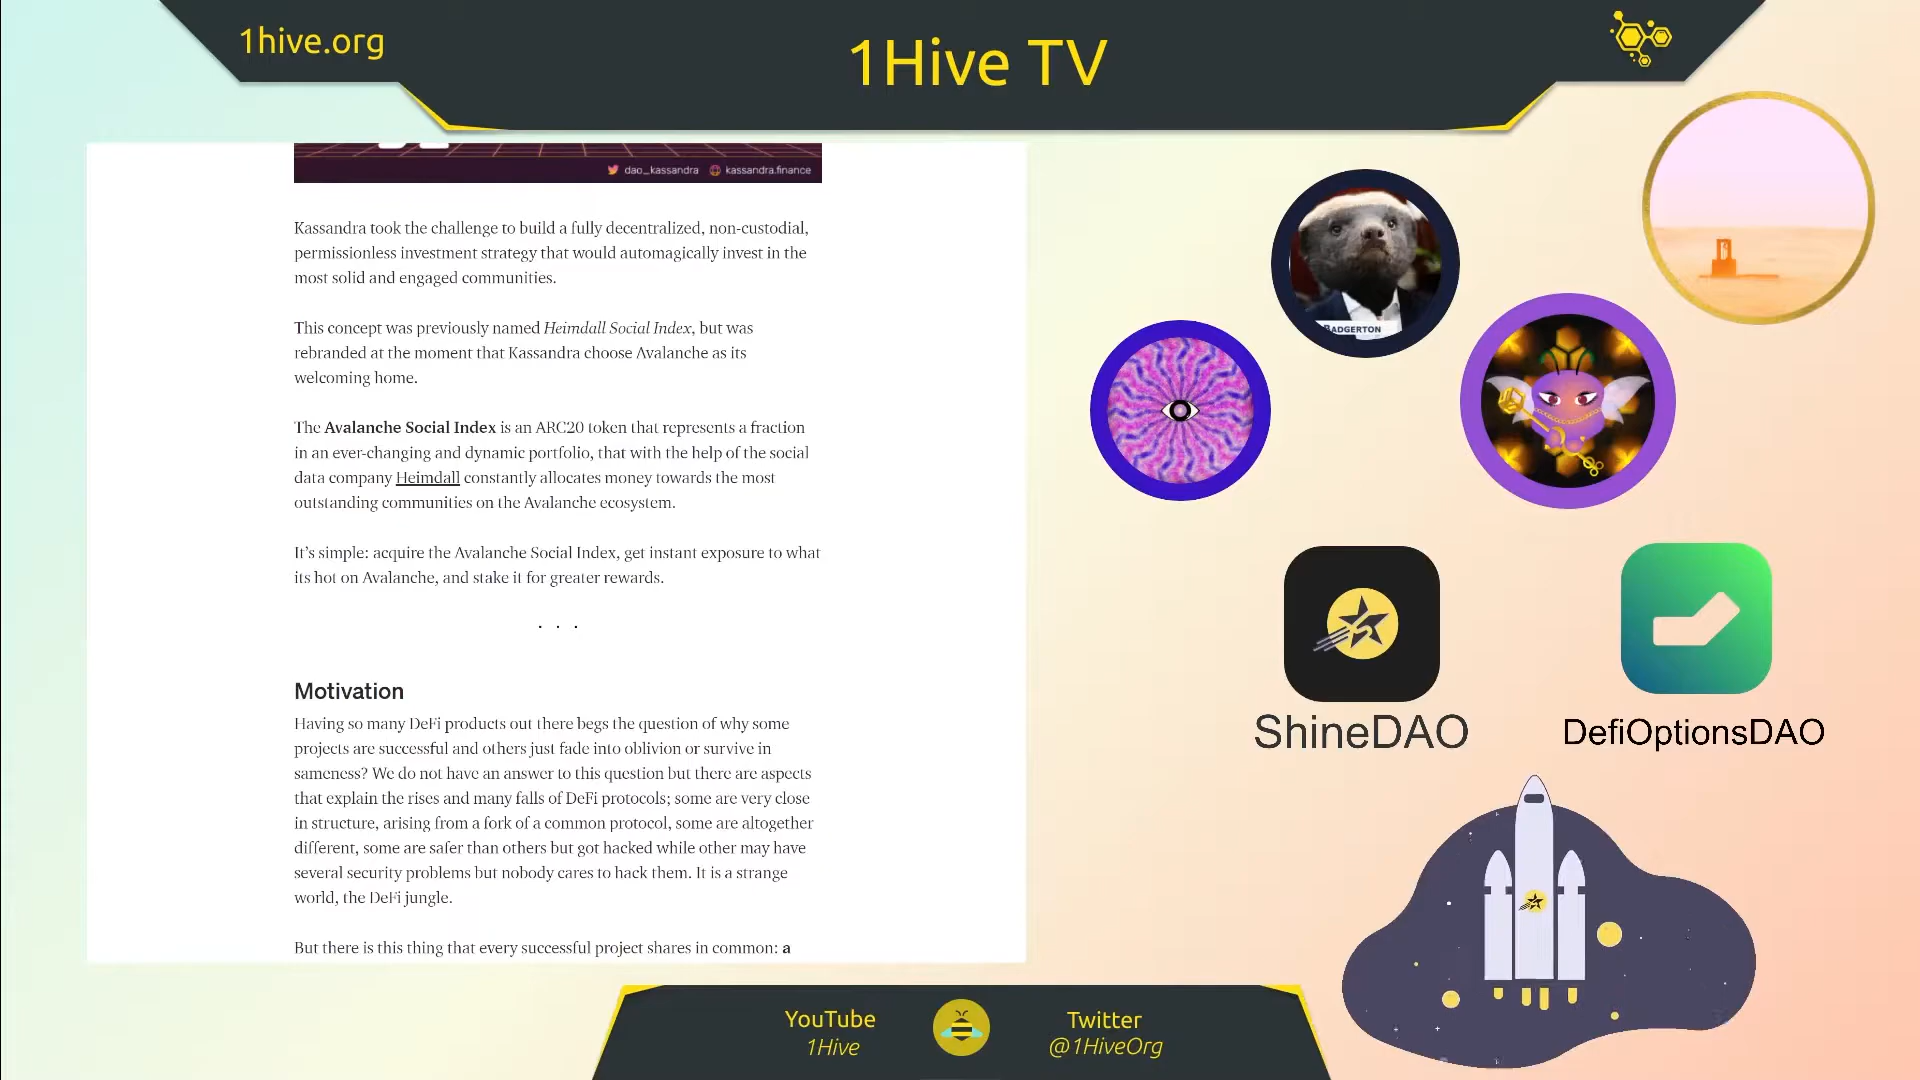 1hive.org
1Hive TV
dao_kassandra kassandra.finance
Kassandra took the challenge to build a fully decentralized, non-custodial,
permissionless investment strategy that would automagically invest in the
most solid and engaged communities.
This concept was previously named Heimdall Social Index, but was
rebranded at the moment that Kassandra choose Avalanche as its
welcoming home.
The Avalanche Social Index is an ARC20 token that represents a fraction
in an ever-changing and dynamic portfolio, that with the help of the social
data company Heimdall constantly allocates money towards the most
outstanding communities on the Avalanche ecosystem.
It's simple: acquire the Avalanche Social Index, get instant exposure to what
its hot on Avalanche, and stake it for greater rewards.
. . .
Motivation
Having so many DeFi products out there begs the question of why some
projects are successful and others just fade into oblivion or survive in
sameness? We do not have an answer to this question but there are aspects
that explain the rises and many falls of DeFi protocols; some are very close
in structure, arising from a fork of a common protocol, some are altogether
different, some are safer than others but got hacked while other may have
several security problems but nobody cares to hack them. It is a strange
world, the DeFi jungle.
But there is this thing that every successful project shares in common: a
BADGERTON
ShineDAO
DefiOptionsDAO
YouTube
1Hive
Twitter
@1HiveOrg